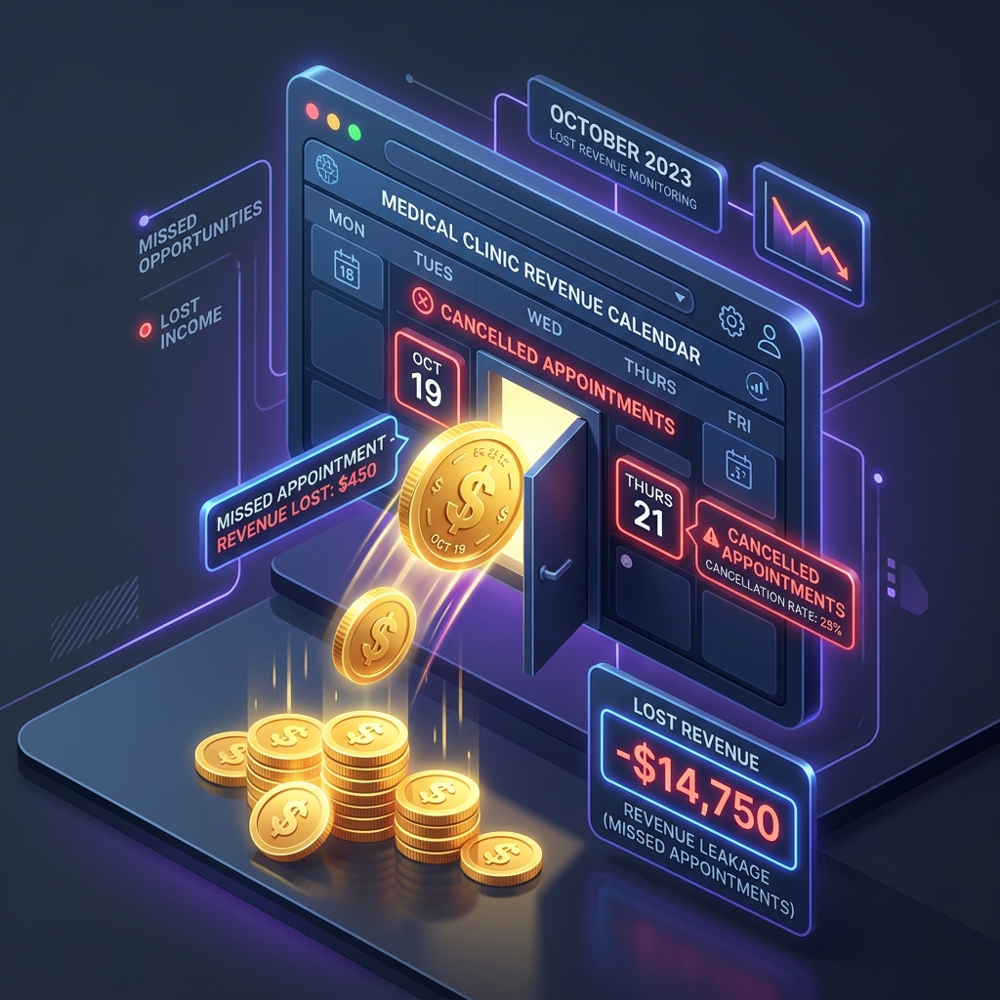 OCTOBER 2023
LOST REVENUE MONITORING
MISSED
OPPORTUNITIES
LOST
INCOME
MEDICAL CLINIC REVENUE CALENDAR
MON
TUES
WED
THURS
FRI
18
CANCELLED APPOINTMENTS
OCT
19
MISSED APPOINTMENT -
REVENUE LOST: $450
$
OCT 19
THURS
21
CANCELLED
APPOINTMENTS
CANCELLATION RATE: 28%
LOST REVENUE
-$14,750
REVENUE LEAKAGE
(MISSED APPOINTMENTS)